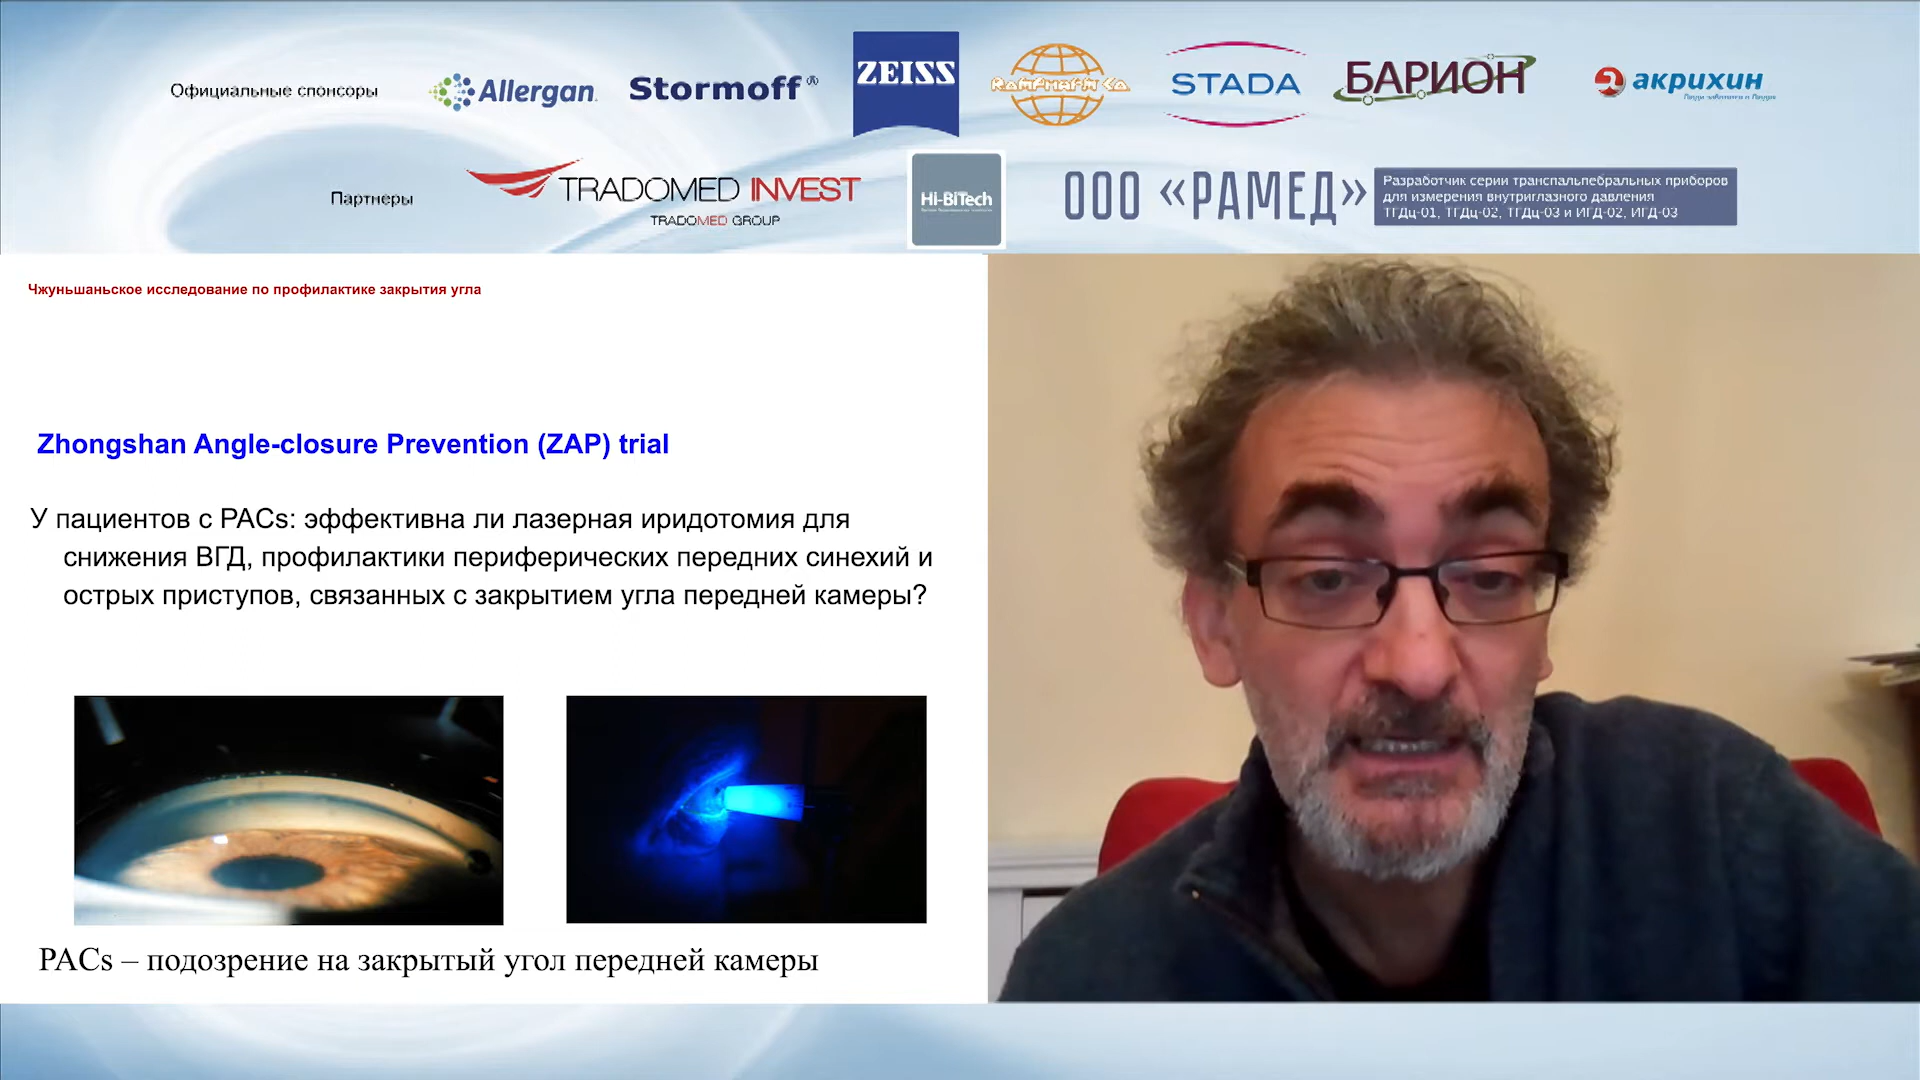 Официальные спонсоры
Allergan
Stormoff®
ZEISS
STADA
БАРИОН
акрихин
Партнеры
TRADOMED INVEST
TRADOMED GROUP
Hi-BiTech
ООО «РАМЕД»
Разработчик серии транспальпебральных приборов
для измерения внутриглазного давления
ТГДц-01, ТГДц-02, ТГДц-03 и ИГД-02, ИГД-03
Чжуньшаньское исследование по профилактике закрытия угла
Zhongshan Angle-closure Prevention (ZAP) trial
У пациентов с PACs: эффективна ли лазерная иридотомия для
снижения ВГД, профилактики периферических передних синехий и
острых приступов, связанных с закрытием угла передней камеры?
PACs – подозрение на закрытый угол передней камеры